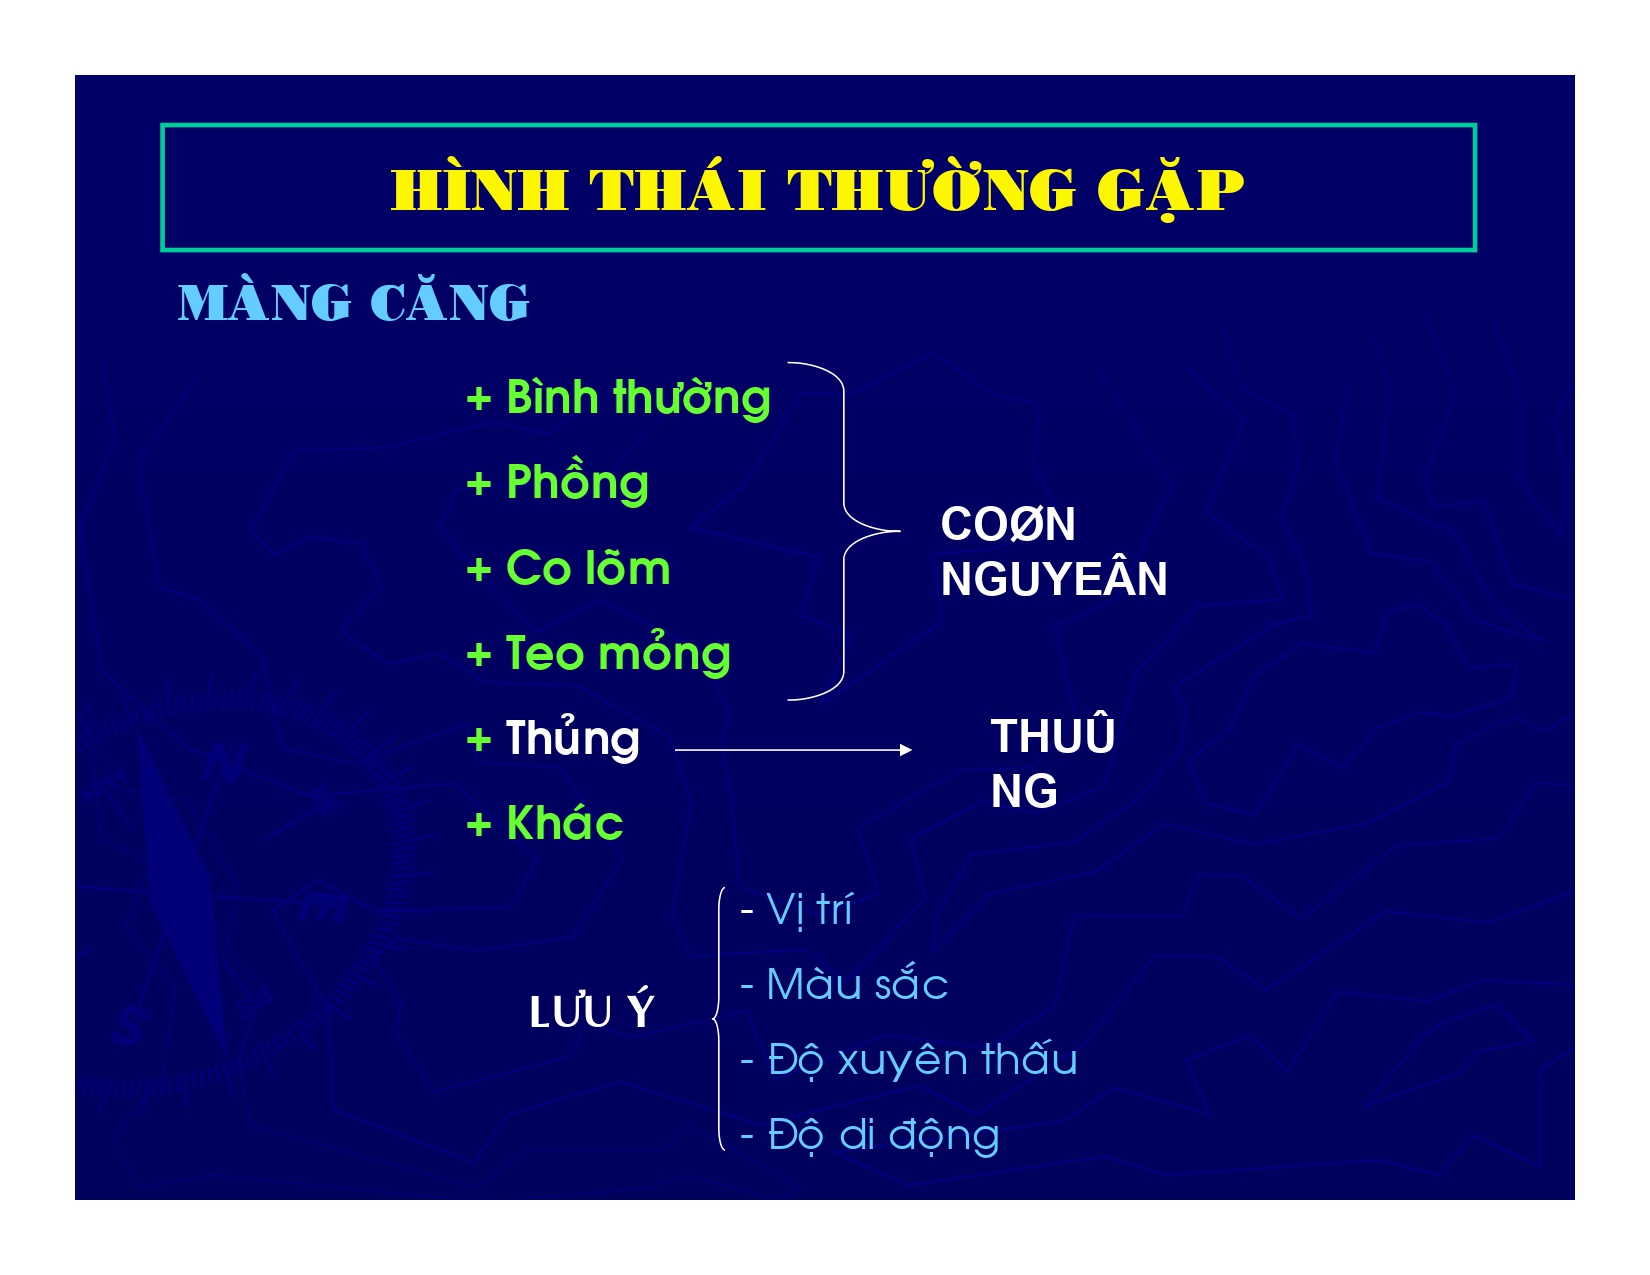 HÌNH THÁI THƯỜNG GẶP
MÀNG CĂNG
+ Bình thường
+ Phồng
+ Co lõm
+ Teo mỏng
COØN
NGUYEÂN
+ Thủng
THUÛ
NG
+ Khác
LƯU Ý
- Vị trí
- Màu sắc
- Độ xuyên thấu
- Độ di động
N
E
S